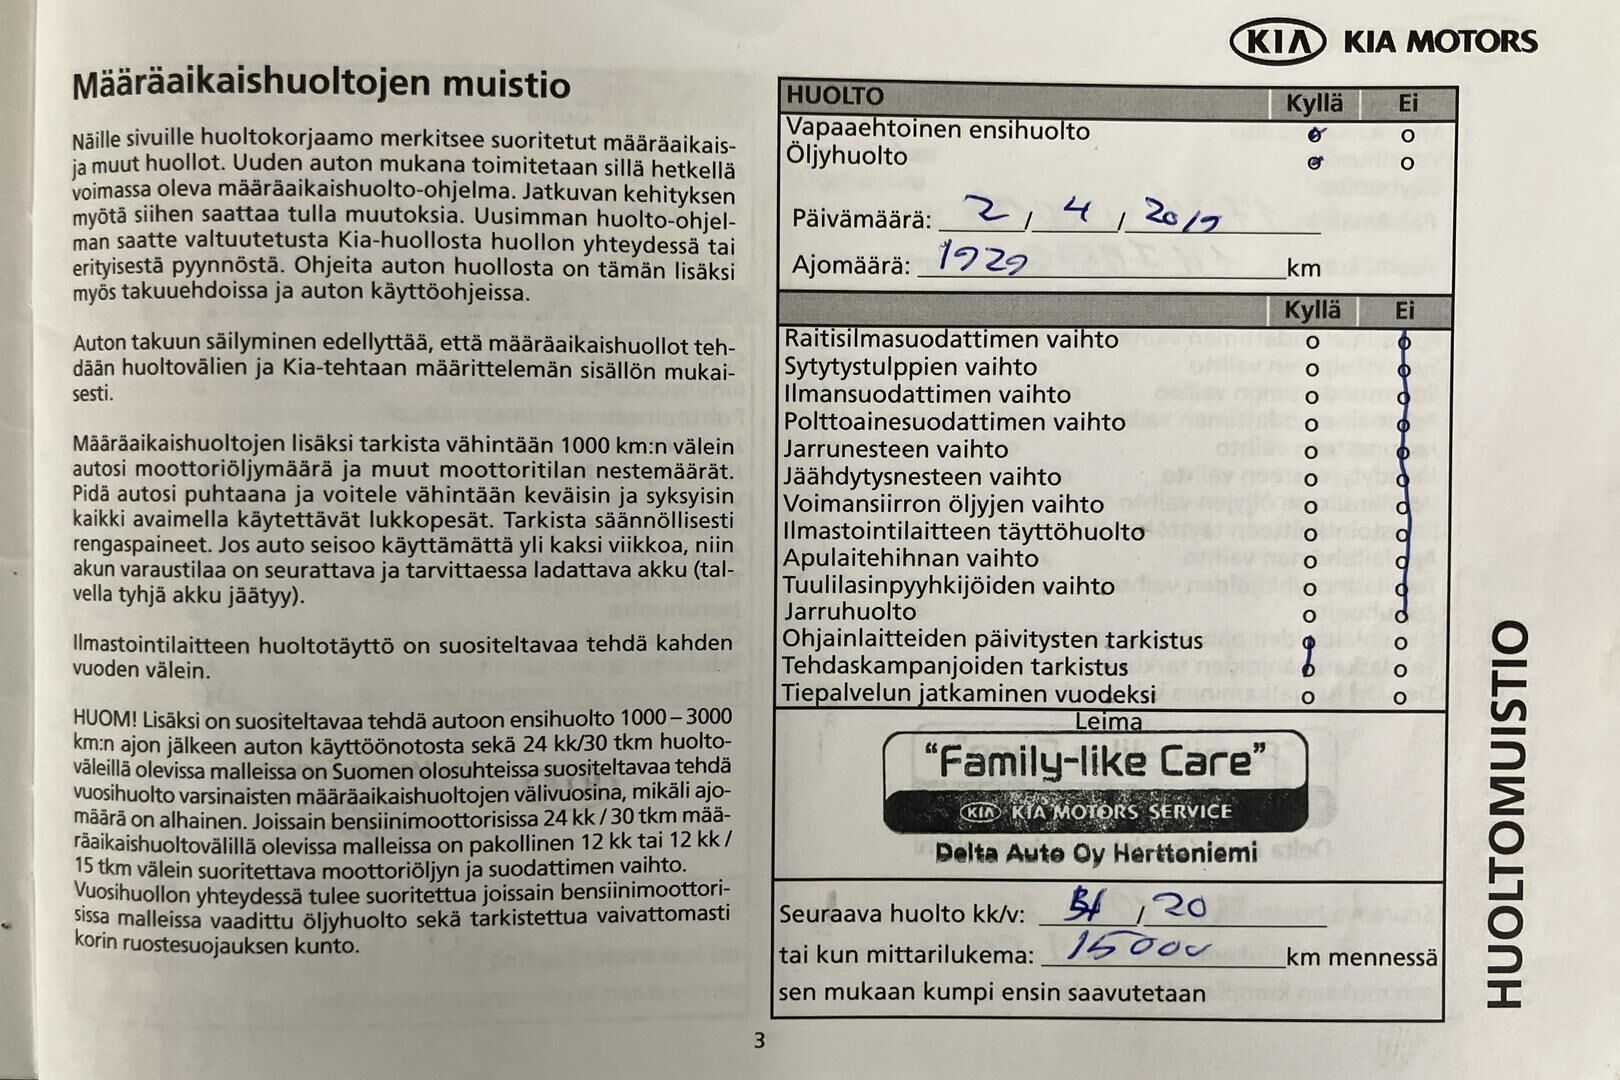 KIA KIA MOTORS
Määräaikaishuoltojen muistio
Näille sivuille huoltokorjaamo merkitsee suoritetut määräaikais-
ja muut huollot. Uuden auton mukana toimitetaan sillä hetkellä
voimassa oleva määräaikaishuolto-ohjelma. Jatkuvan kehityksen
myötä siihen saattaa tulla muutoksia. Uusimman huolto-ohjel-
man saatte valtuutetusta Kia-huollosta huollon yhteydessä tai
erityisestä pyynnöstä. Ohjeita auton huollosta on tämän lisäksi
myös takuuehdoissa ja auton käyttöohjeissa.
Auton takuun säilyminen edellyttää, että määräaikaishuollot teh-
dään huoltovälien ja Kia-tehtaan määrittelemän sisällön mukai-
sesti.
Määräaikaishuoltojen lisäksi tarkista vähintään 1000 km:n välein
autosi moottoriöljymäärä ja muut moottoritilan nestemäärät.
Pidä autosi puhtaana ja voitele vähintään keväisin ja syksyisin
kaikki avaimella käytettävät lukkopesät. Tarkista säännöllisesti
rengaspaineet. Jos auto seisoo käyttämättä yli kaksi viikkoa, niin
akun varaustilaa on seurattava ja tarvittaessa ladattava akku (tal-
vella tyhjä akku jäätyy).
Ilmastointilaitteen huoltotäyttö on suositeltavaa tehdä kahden
vuoden välein.
HUOM! Lisäksi on suositeltavaa tehdä autoon ensihuolto 1000 – 3000
km:n ajon jälkeen auton käyttöönotosta sekä 24 kk/30 tkm huolto-
väleillä olevissa malleissa on Suomen olosuhteissa suositeltavaa tehdä
vuosihuolto varsinaisten määräaikaishuoltojen välivuosina, mikäli ajo-
määrä on alhainen. Joissain bensiinimoottorisissa 24 kk / 30 tkm mää-
räaikaishuoltovälillä olevissa malleissa on pakollinen 12 kk tai 12 kk /
15 tkm välein suoritettava moottoriöljyn ja suodattimen vaihto.
Vuosihuollon yhteydessä tulee suoritettua joissain bensiinimoottori-
sissa malleissa vaadittu öljyhuolto sekä tarkistettua vaivattomasti
korin ruostesuojauksen kunto.
HUOLTO Kyllä Ei
Vapaaehtoinen ensihuolto o o
Öljyhuolto o o
Päivämäärä: 2 / 4 / 2019
Ajomäärä: 1929 km
Kyllä Ei
Raitisilmasuodattimen vaihto o o
Sytytystulppien vaihto o o
Ilmansuodattimen vaihto o o
Polttoainesuodattimen vaihto o o
Jarrunesteen vaihto o o
Jäähdytysnesteen vaihto o o
Voimansiirron öljyjen vaihto o o
Ilmastointilaitteen täyttöhuolto o o
Apulaitehihnan vaihto o o
Tuulilasinpyyhkijöiden vaihto o o
Jarruhuolto o o
Ohjainlaitteiden päivitysten tarkistus o o
Tehdaskampanjoiden tarkistus o o
Tiepalvelun jatkaminen vuodeksi o o
Leima
"Family-like Care"
KIA KIA MOTORS SERVICE
Delta Auto Oy Herttoniemi
Seuraava huolto kk/v: / 20
tai kun mittarilukema: 15000 km mennessä
sen mukaan kumpi ensin saavutetaan
HUOLTOMUISTIO
3